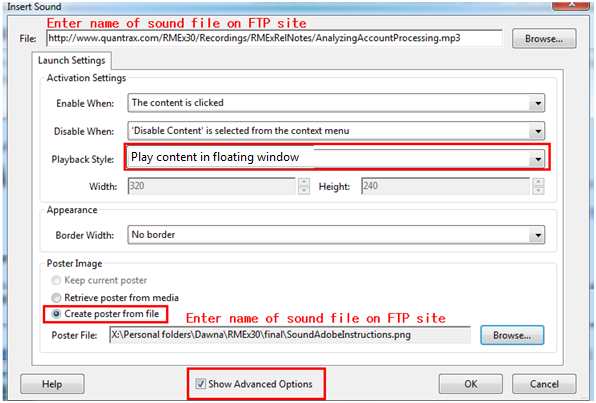 Insert Sound
Enter name of sound file on FTP site
File: http://www.quantrax.com/RMEx30/Recordings/RMExRelNotes/AnalyzingAccountProcessing.mp3 Browse...
Launch Settings
Activation Settings
Enable When: The content is clicked
Disable When: 'Disable Content' is selected from the context menu
Playback Style: Play content in floating window
Width: 320 Height: 240
Appearance
Border Width: No border
Poster Image
Keep current poster
Retrieve poster from media
Create poster from file
Enter name of sound file on FTP site
Poster File: X:\Personal folders\Dawna\RMEx30\final\SoundAdobeInstructions.png Browse...
Help Show Advanced Options OK Cancel